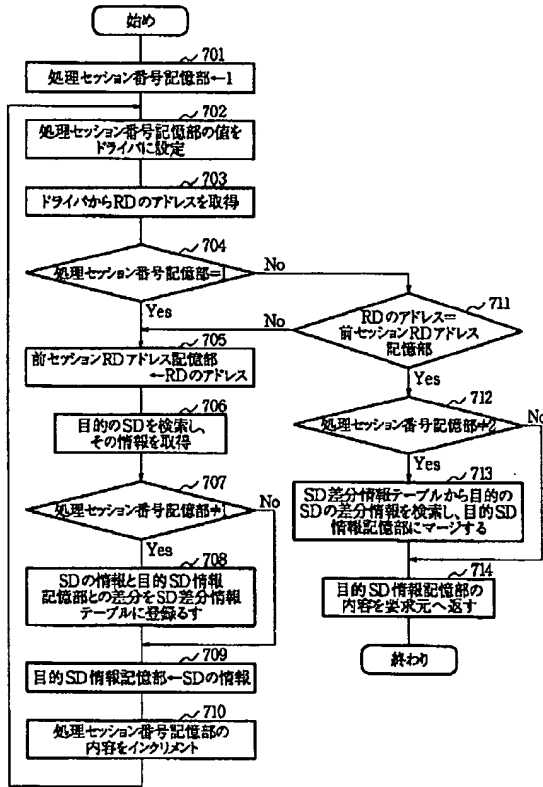 始め
701
処理セッション番号記憶部←1
702
処理セッション番号記憶部の値を
ドライバに設定
703
ドライバからRDのアドレスを取得
704
処理セッション番号記憶部=1
No
Yes
711
RDのアドレス=
前セッションRDアドレス
記憶部
No
Yes
705
前セッションRDアドレス記憶部
←RDのアドレス
706
目的のSDを検索し、
その情報を取得
707
処理セッション番号記憶部≠1
No
Yes
708
SDの情報と目的SD情報
記憶部との差分をSD差分情報
テーブルに登録るす
709
目的SD情報記憶部←SDの情報
710
処理セッション番号記憶部の
内容をインクリメント
712
処理セッション番号記憶部≠2
No
Yes
713
SD差分情報テーブルから目的の
SDの差分情報を検索し、目的SD
情報記憶部にマージする
714
目的SD情報記憶部の
内容を要求元へ返す
終わり